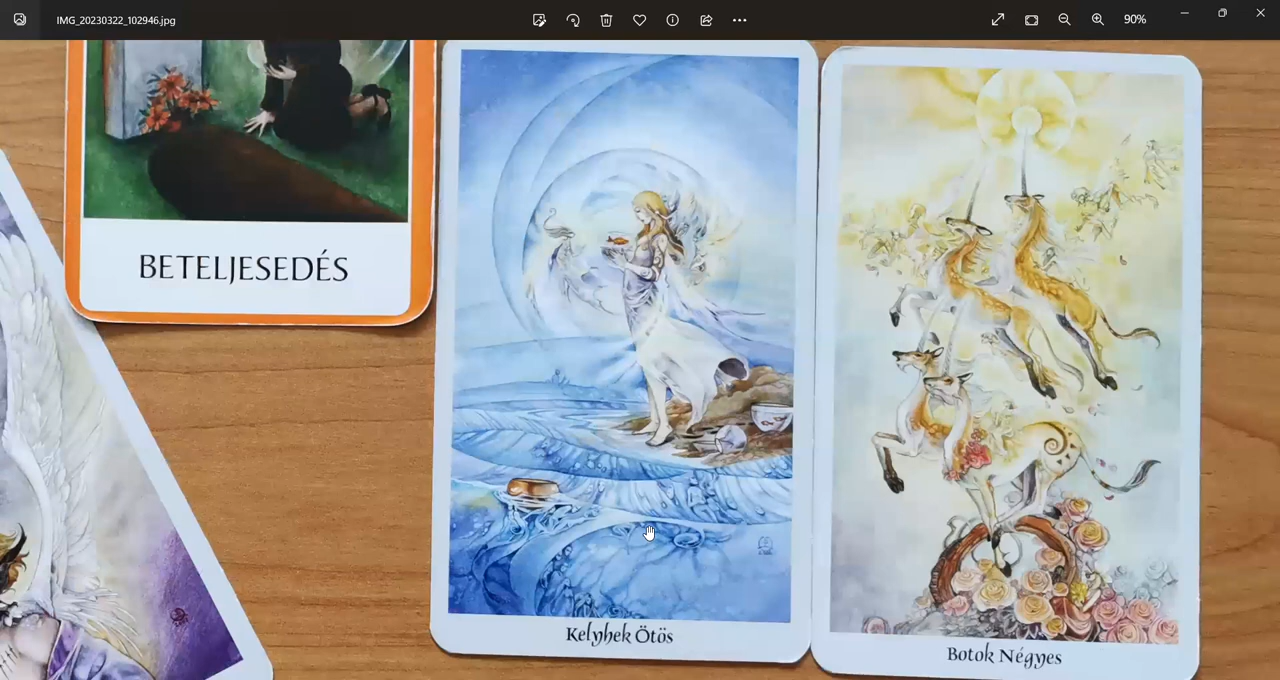 IMG_20230322_102946.jpg
90%
BETELJESEDÉS
Kelyhek Ötös
Botok Négyes